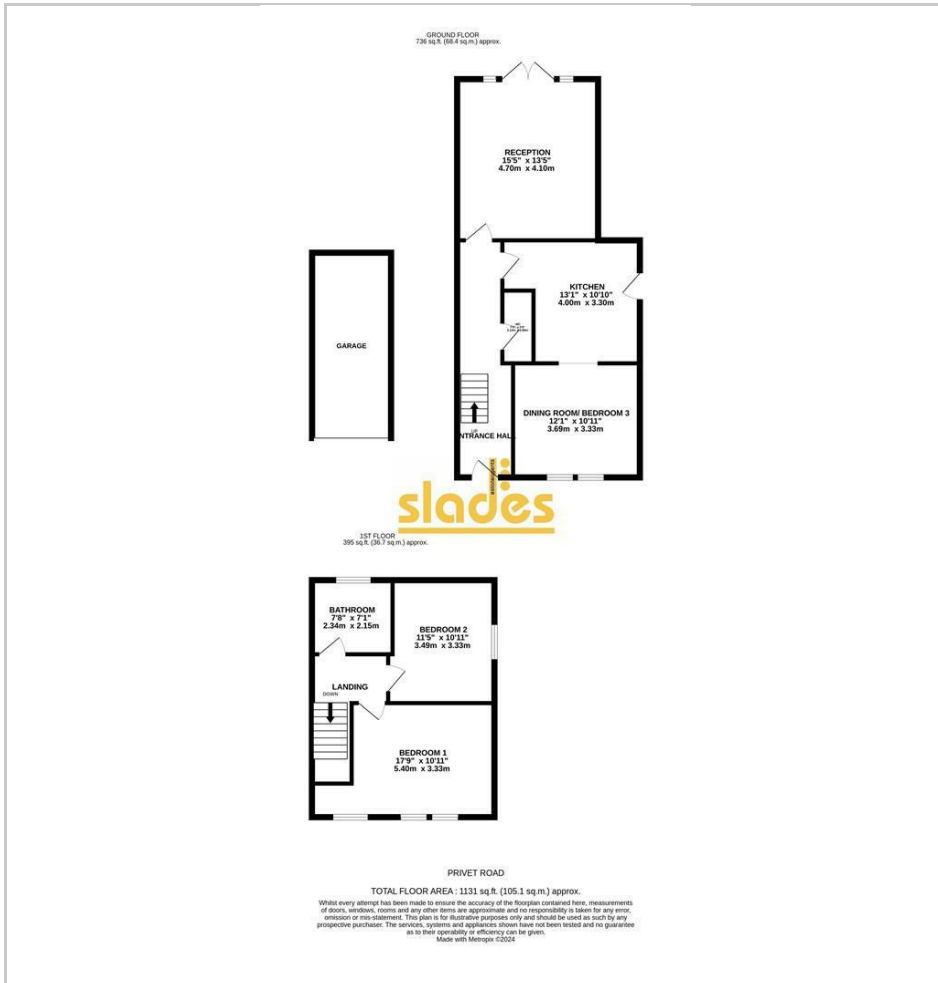 GROUND FLOOR
736 sq.ft. (68.4 sq.m.) approx.
RECEPTION
15'5" x 13'5"
4.70m x 4.10m
KITCHEN
13'1" x 10'10"
4.00m x 3.30m
GARAGE
DINING ROOM/ BEDROOM 3
12'1" x 10'11"
3.69m x 3.33m
UP
NTRANCE HAL
slades
1ST FLOOR
395 sq.ft. (36.7 sq.m.) approx.
BATHROOM
7'8" x 7'1"
2.34m x 2.15m
BEDROOM 2
11'5" x 10'11"
3.49m x 3.33m
LANDING
DOWN
BEDROOM 1
17'9" x 10'11"
5.40m x 3.33m
PRIVET ROAD
TOTAL FLOOR AREA : 1131 sq.ft. (105.1 sq.m.) approx.
Whilst every attempt has been made to ensure the accuracy of the floorplan contained here, measurements
of doors, windows, rooms and any other items are approximate and no responsibility is taken for any error,
omission or mis-statement. This plan is for illustrative purposes only and should be used as such by any
prospective purchaser. The services, systems and appliances shown have not been tested and no guarantee
as to their operability or efficiency can be given.
Made with Metropix ©2024